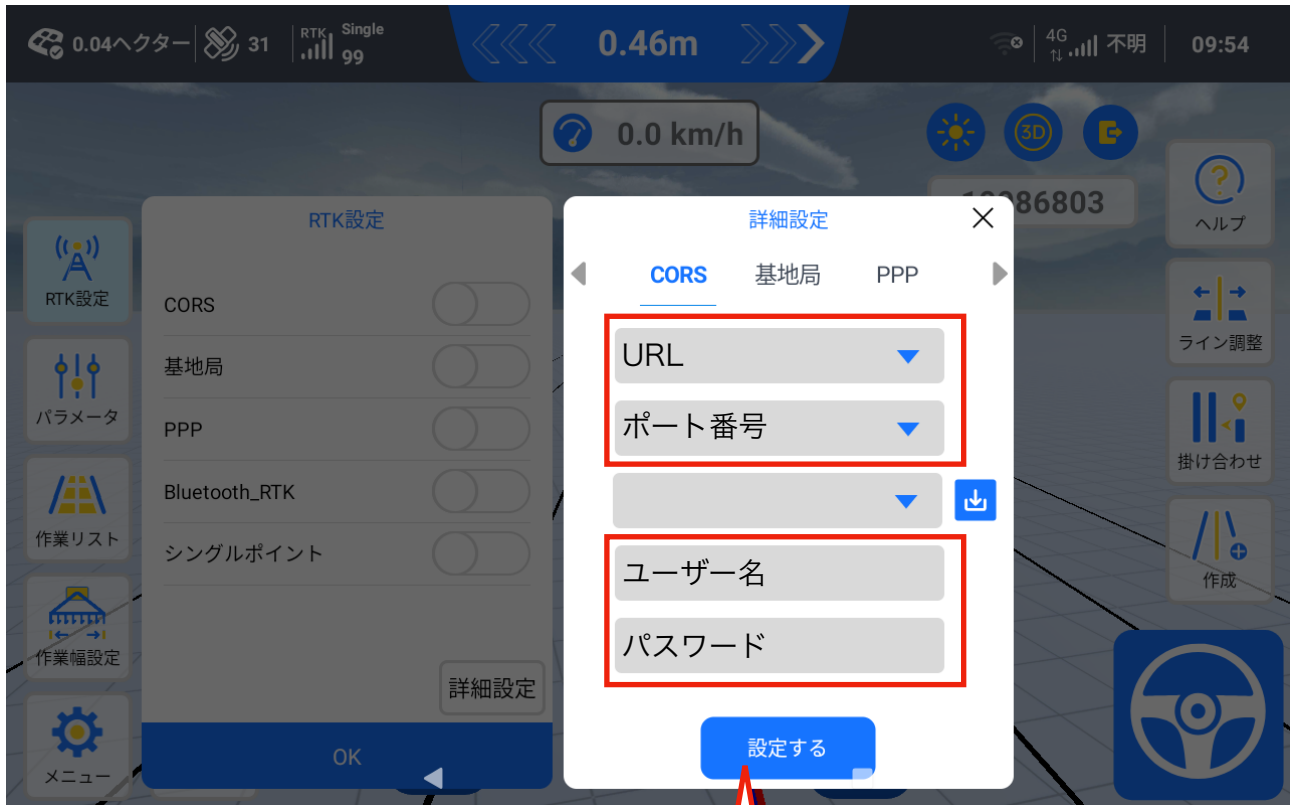 0.04ヘクター
31
RTK Single
99
0.46m
4G 不明
09:54
0.0 km/h
3D
86803
ヘルプ
RTK設定
RTK設定
CORS
基地局
PPP
Bluetooth_RTK
シングルポイント
詳細設定
OK
詳細設定
CORS 基地局 PPP
URL
ポート番号
ユーザー名
パスワード
設定する
パラメータ
作業リスト
作業幅設定
メニュー
ライン調整
掛け合わせ
作成